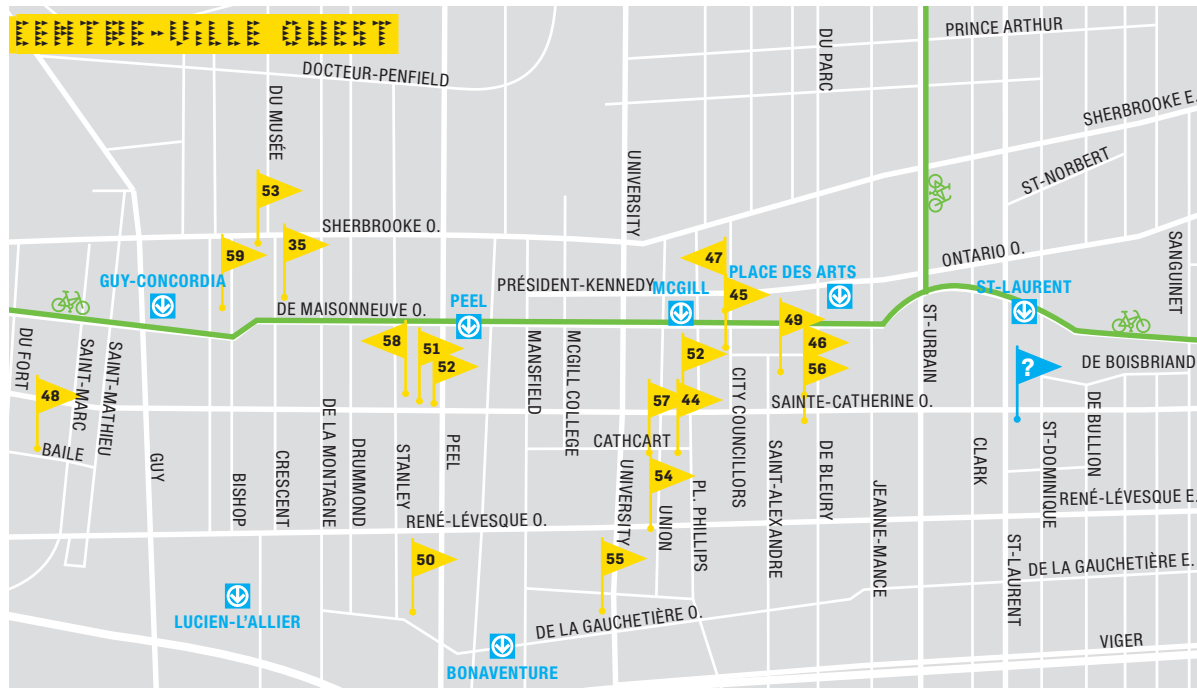 CENTRE-VILLE OUEST
PRINCE ARTHUR
DU PARC
DOCTEUR-PENFIELD
DU MUSÉE
SHERBROOKE E.
UNIVERSITY
ST-NORBERT
53
SHERBROOKE O.
35
59
47
ONTARIO O.
SANGUINET
GUY-CONCORDIA
PLACE DES ARTS
PRÉSIDENT-KENNEDY
MCGILL
45
ST-LAURENT
DE MAISONNEUVE O.
PEEL
49
ST-URBAIN
58
51
52
52
46
56
?
DE BOISBRIAND
DU FORT
SAINT-MARC
SAINT-MATHIEU
48
MANSFIELD
MCGILL COLLEGE
57
44
CITY COUNCILLORS
SAINTE-CATHERINE O.
DE BULLION
BAILE
GUY
BISHOP
CRESCENT
DE LA MONTAGNE
DRUMMOND
STANLEY
PEEL
CATHCART
UNIVERSITY
54
UNION
PL. PHILLIPS
SAINT-ALEXANDRE
DE BLEURY
JEANNE-MANCE
CLARK
ST-DOMINIQUE
RENÉ-LÉVESQUE E.
RENÉ-LÉVESQUE O.
50
55
ST-LAURENT
DE LA GAUCHETIÈRE E.
LUCIEN-L'ALLIER
DE LA GAUCHETIÈRE O.
BONAVENTURE
VIGER